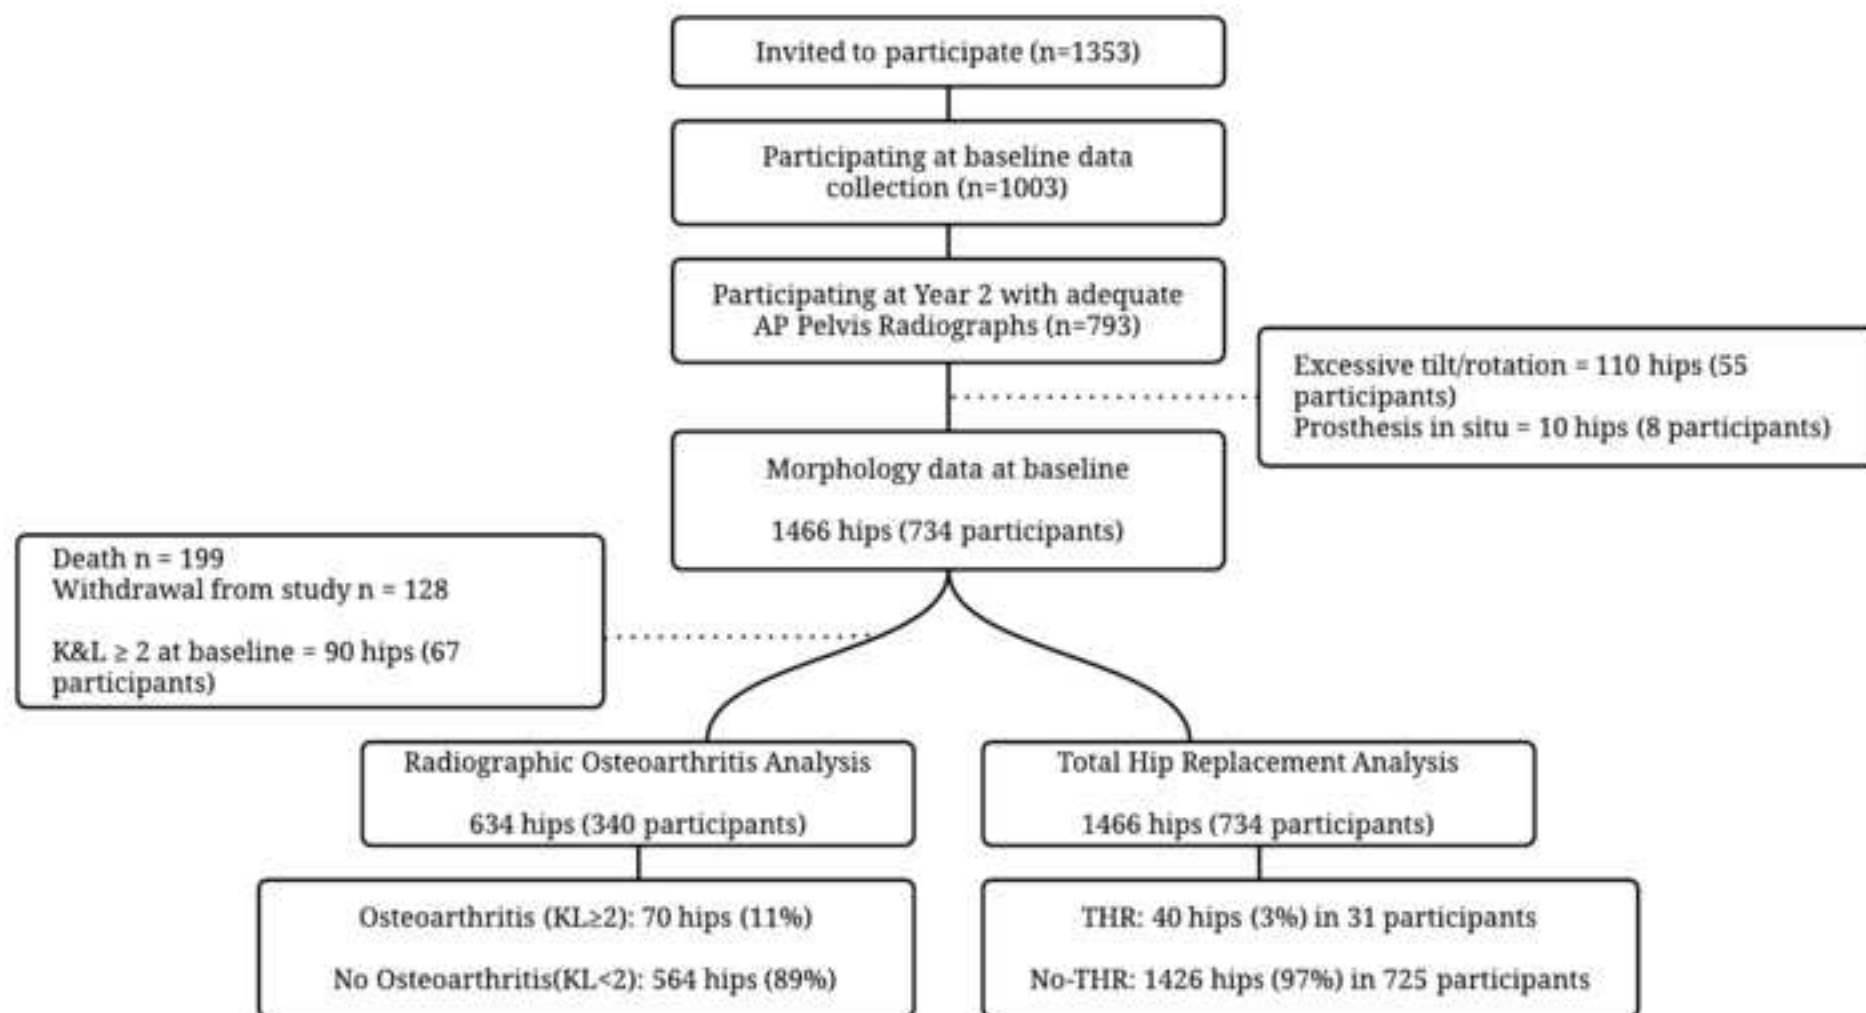 Invited to participate (n=1353)
Participating at baseline data
collection (n=1003)
Participating at Year 2 with adequate
AP Pelvis Radiographs (n=793)
Excessive tilt/rotation = 110 hips (55
participants)
Prosthesis in situ = 10 hips (8 participants)
Morphology data at baseline
1466 hips (734 participants)
Death n = 199
Withdrawal from study n = 128
K&L ≥ 2 at baseline = 90 hips (67
participants)
Radiographic Osteoarthritis Analysis
634 hips (340 participants)
Total Hip Replacement Analysis
1466 hips (734 participants)
Osteoarthritis (KL≥2): 70 hips (11%)
No Osteoarthritis(KL<2): 564 hips (89%)
THR: 40 hips (3%) in 31 participants
No-THR: 1426 hips (97%) in 725 participants